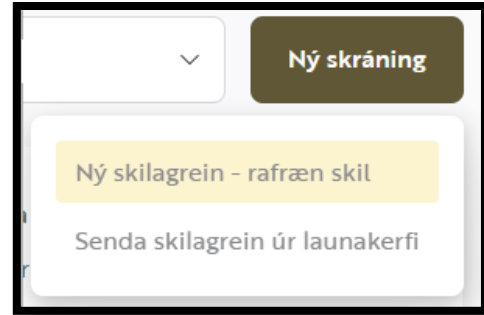 Ný skráning
Ný skilagrein - rafræn skil
Senda skilagrein úr launakerfi